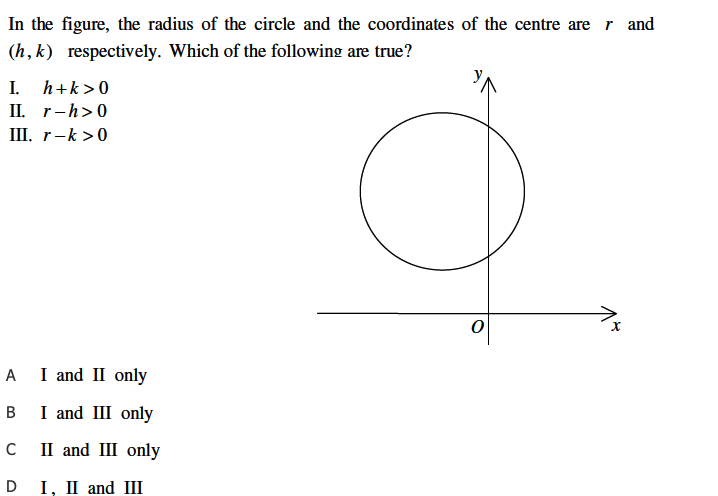 In the figure, the radius of the circle and the coordinates of the centre are r and
(h, k) respectively. Which of the following are true?
I. h+k>0
II. r−h>0
III. r−k>0
y
O
x
A I and II only
B I and III only
C II and III only
D I, II and III